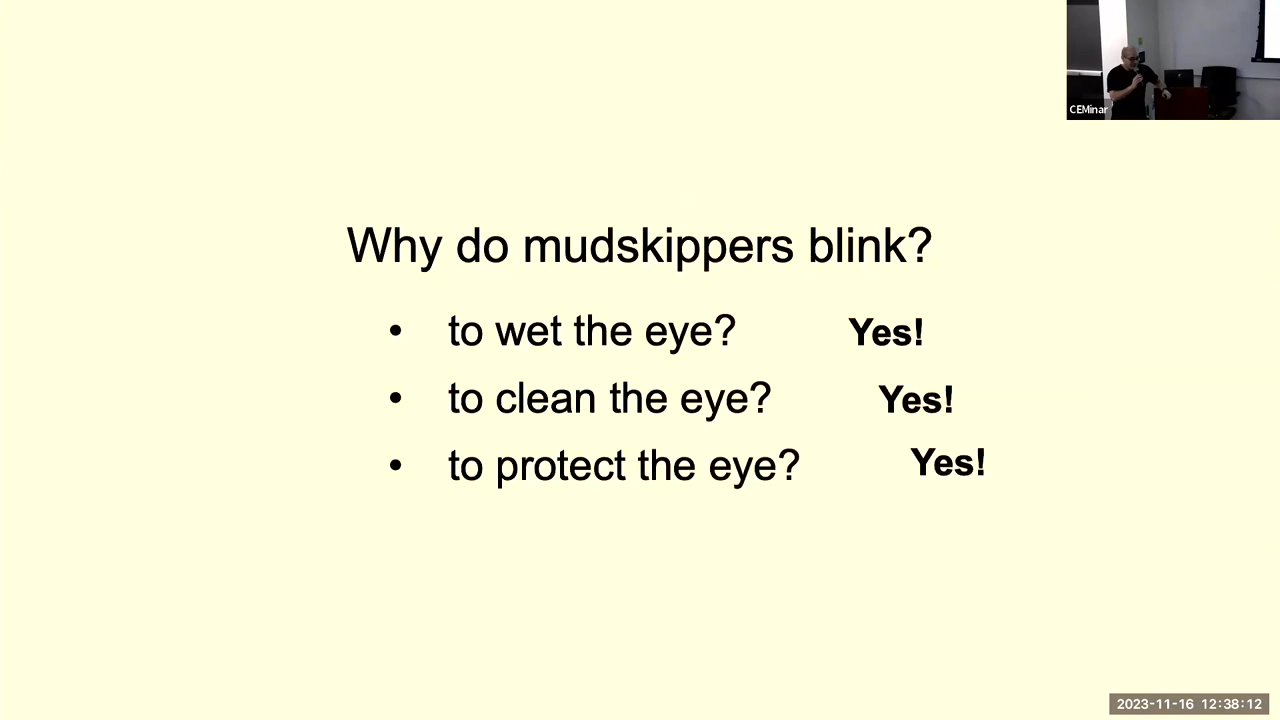 CEMinar
Why do mudskippers blink?
• to wet the eye? Yes!
• to clean the eye? Yes!
• to protect the eye? Yes!
2023-11-16 12:38:12